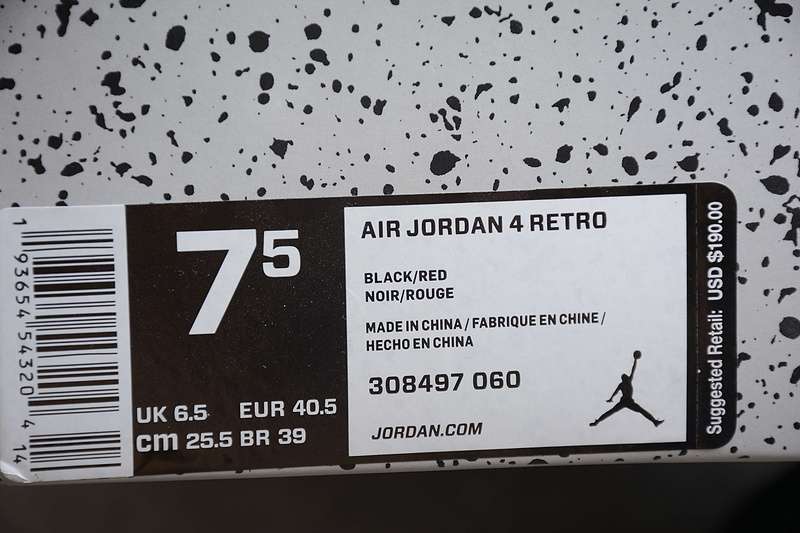 1 93654 54320 4 14
7 5
UK 6.5 EUR 40.5
cm 25.5 BR 39
AIR JORDAN 4 RETRO
BLACK/RED
NOIR/ROUGE
MADE IN CHINA / FABRIQUE EN CHINE /
HECHO EN CHINA
308497 060
JORDAN.COM
Suggested Retail: USD $190.00